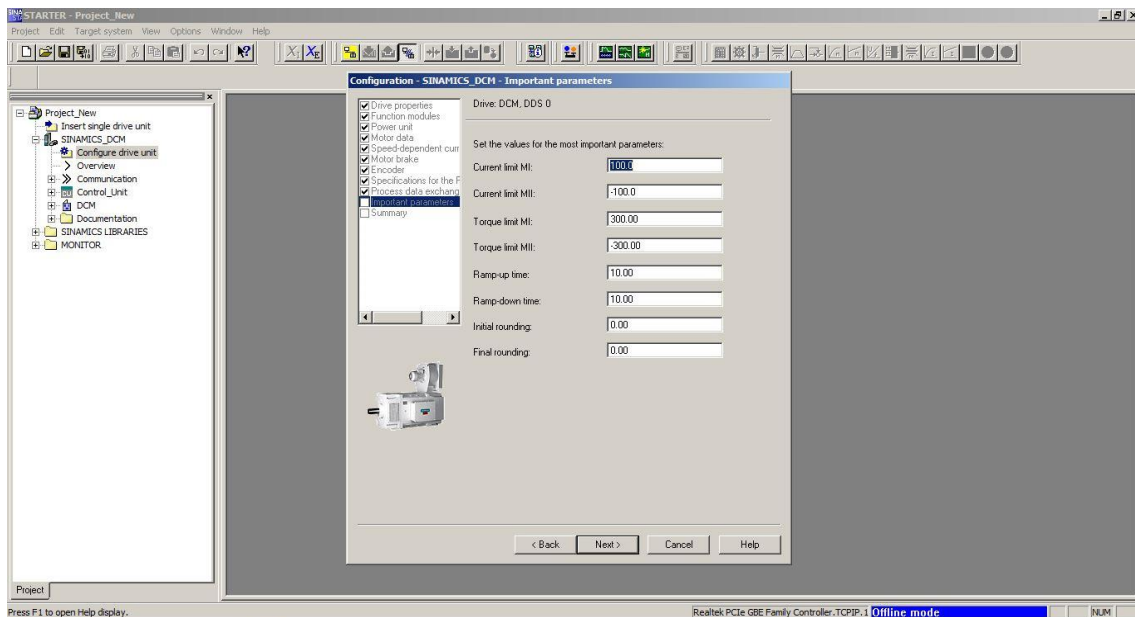 STARTER - Project_New
Project Edit Target system View Options Window Help
Configuration - SINAMICS_DCM - Important parameters
Project_New
Insert single drive unit
SINAMICS_DCM
Configure drive unit
Overview
Communication
Control_Unit
DCM
Documentation
SINAMICS LIBRARIES
MONITOR
Drive properties
Function modules
Power unit
Motor data
Speed-dependent curr
Motor brake
Encoder
Specifications for the F
Process data exchang
Important parameters
Summary
Drive: DCM, DDS 0
Set the values for the most important parameters:
Current limit MI: 100.0
Current limit MII: -100.0
Torque limit MI: 300.00
Torque limit MII: -300.00
Ramp-up time: 10.00
Ramp-down time: 10.00
Initial rounding: 0.00
Final rounding: 0.00
< Back Next > Cancel Help
Project
Press F1 to open Help display. Realtek PCIe GBE Family Controller.TCPIP.1 Offline mode NUM